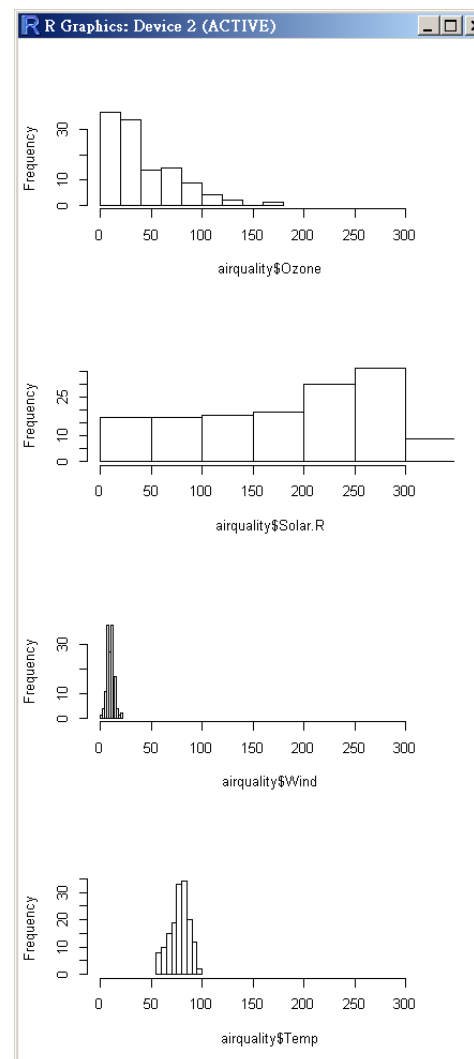 R Graphics: Device 2 (ACTIVE)
Frequency
0 10 30
0 50 100 150 200 250 300
airquality$Ozone
Frequency
0 10 25
0 50 100 150 200 250 300
airquality$Solar.R
Frequency
0 10 30
0 50 100 150 200 250 300
airquality$Wind
Frequency
0 10 20 30
0 50 100 150 200 250 300
airquality$Temp